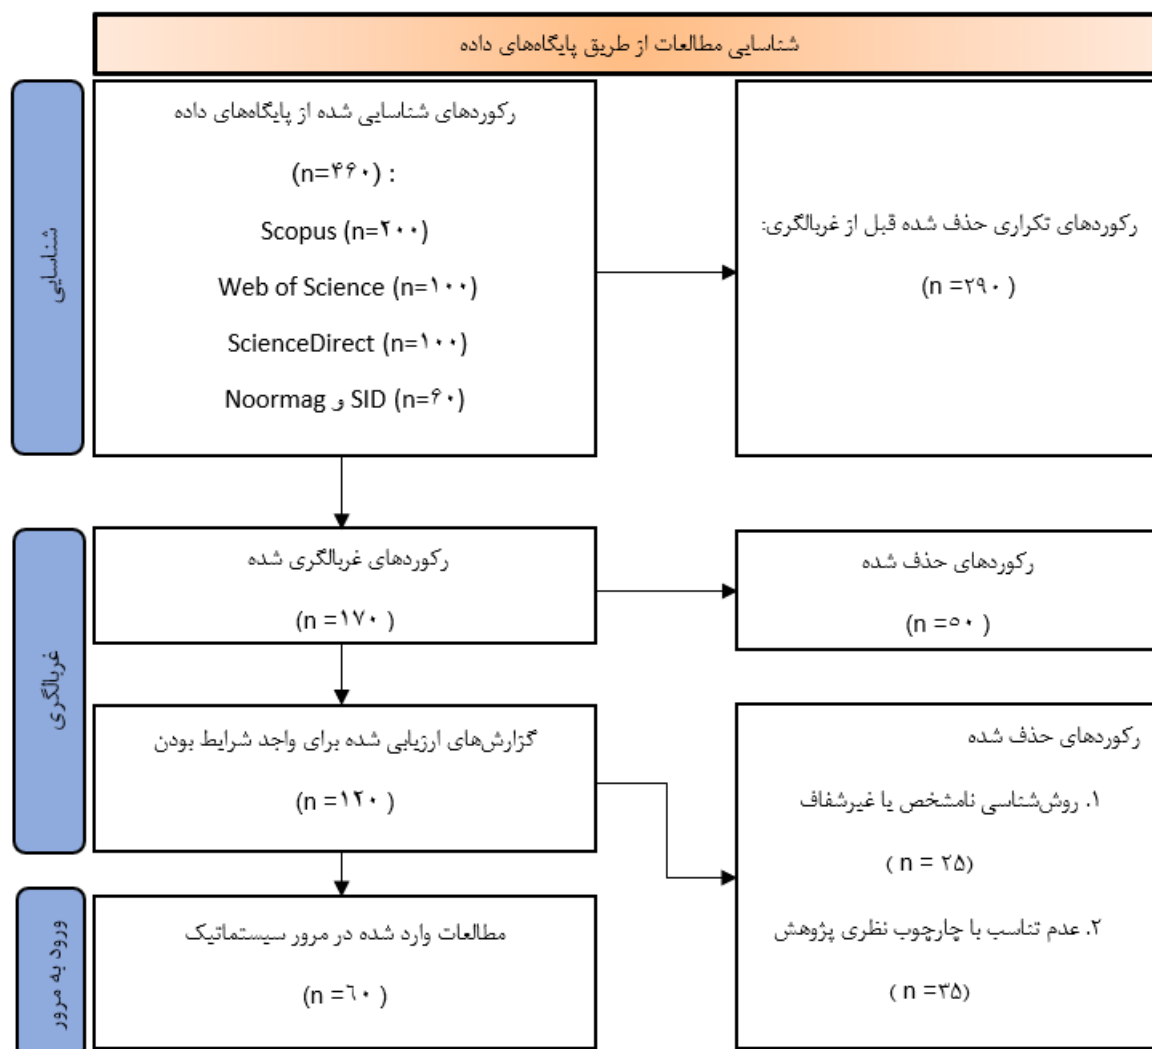 شناسایی مطالعات از طریق پایگاه‌های داده
شناسایی
رکوردهای شناسایی شده از پایگاه‌های داده
(n=۴۶۰) :
Scopus (n=۲۰۰)
Web of Science (n=۱۰۰)
ScienceDirect (n=۱۰۰)
Noormag و SID (n=۶۰)
رکوردهای تکراری حذف شده قبل از غربالگری:
(n =۲۹۰ )
غربالگری
رکوردهای غربالگری شده
(n =۱۷۰ )
رکوردهای حذف شده
(n =۵۰ )
گزارش‌های ارزیابی شده برای واجد شرایط بودن
(n =۱۲۰ )
رکوردهای حذف شده
۱. روش‌شناسی نامشخص یا غیرشفاف
( n = ۲۵)
۲. عدم تناسب با چارچوب نظری پژوهش
( n =۳۵)
ورود به مرور
مطالعات وارد شده در مرور سیستماتیک
(n =٦۰ )